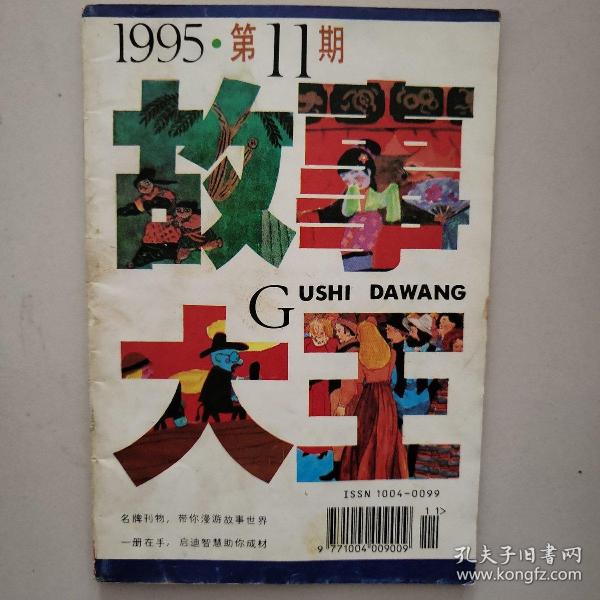 1995·第11期
故事大王
GUSHI DAWANG
ISSN 1004-0099
11>
名牌刊物，带你漫游故事世界
一册在手，启迪智慧助你成材
9 771004 009009
孔夫子旧书网
www.kongfz.com